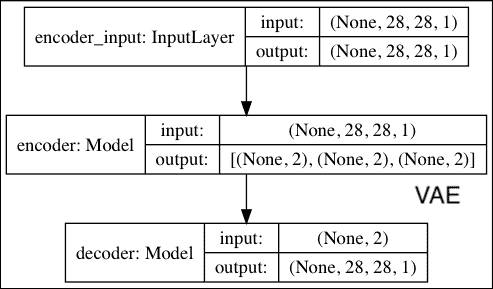 encoder_input: InputLayer
input: (None, 28, 28, 1)
output: (None, 28, 28, 1)
encoder: Model
input: (None, 28, 28, 1)
output: [(None, 2), (None, 2), (None, 2)]
VAE
decoder: Model
input: (None, 2)
output: (None, 28, 28, 1)